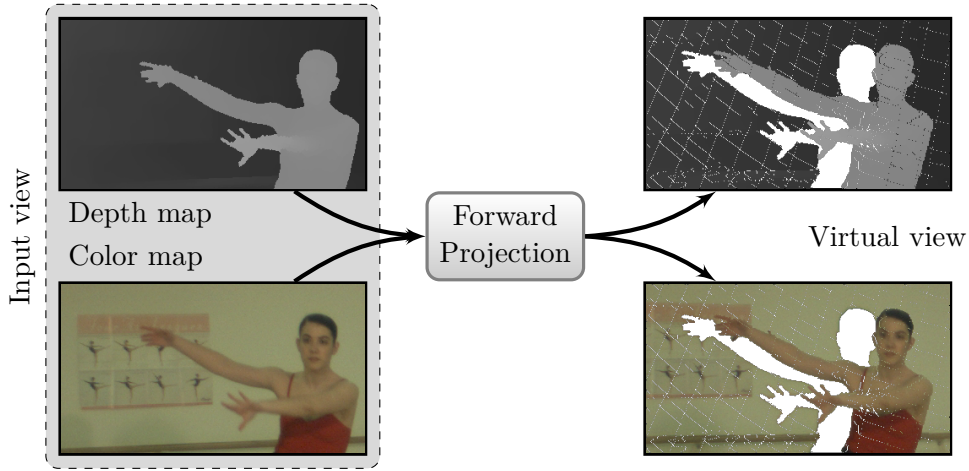 Input view
Depth map
Color map
Forward
Projection
Virtual view